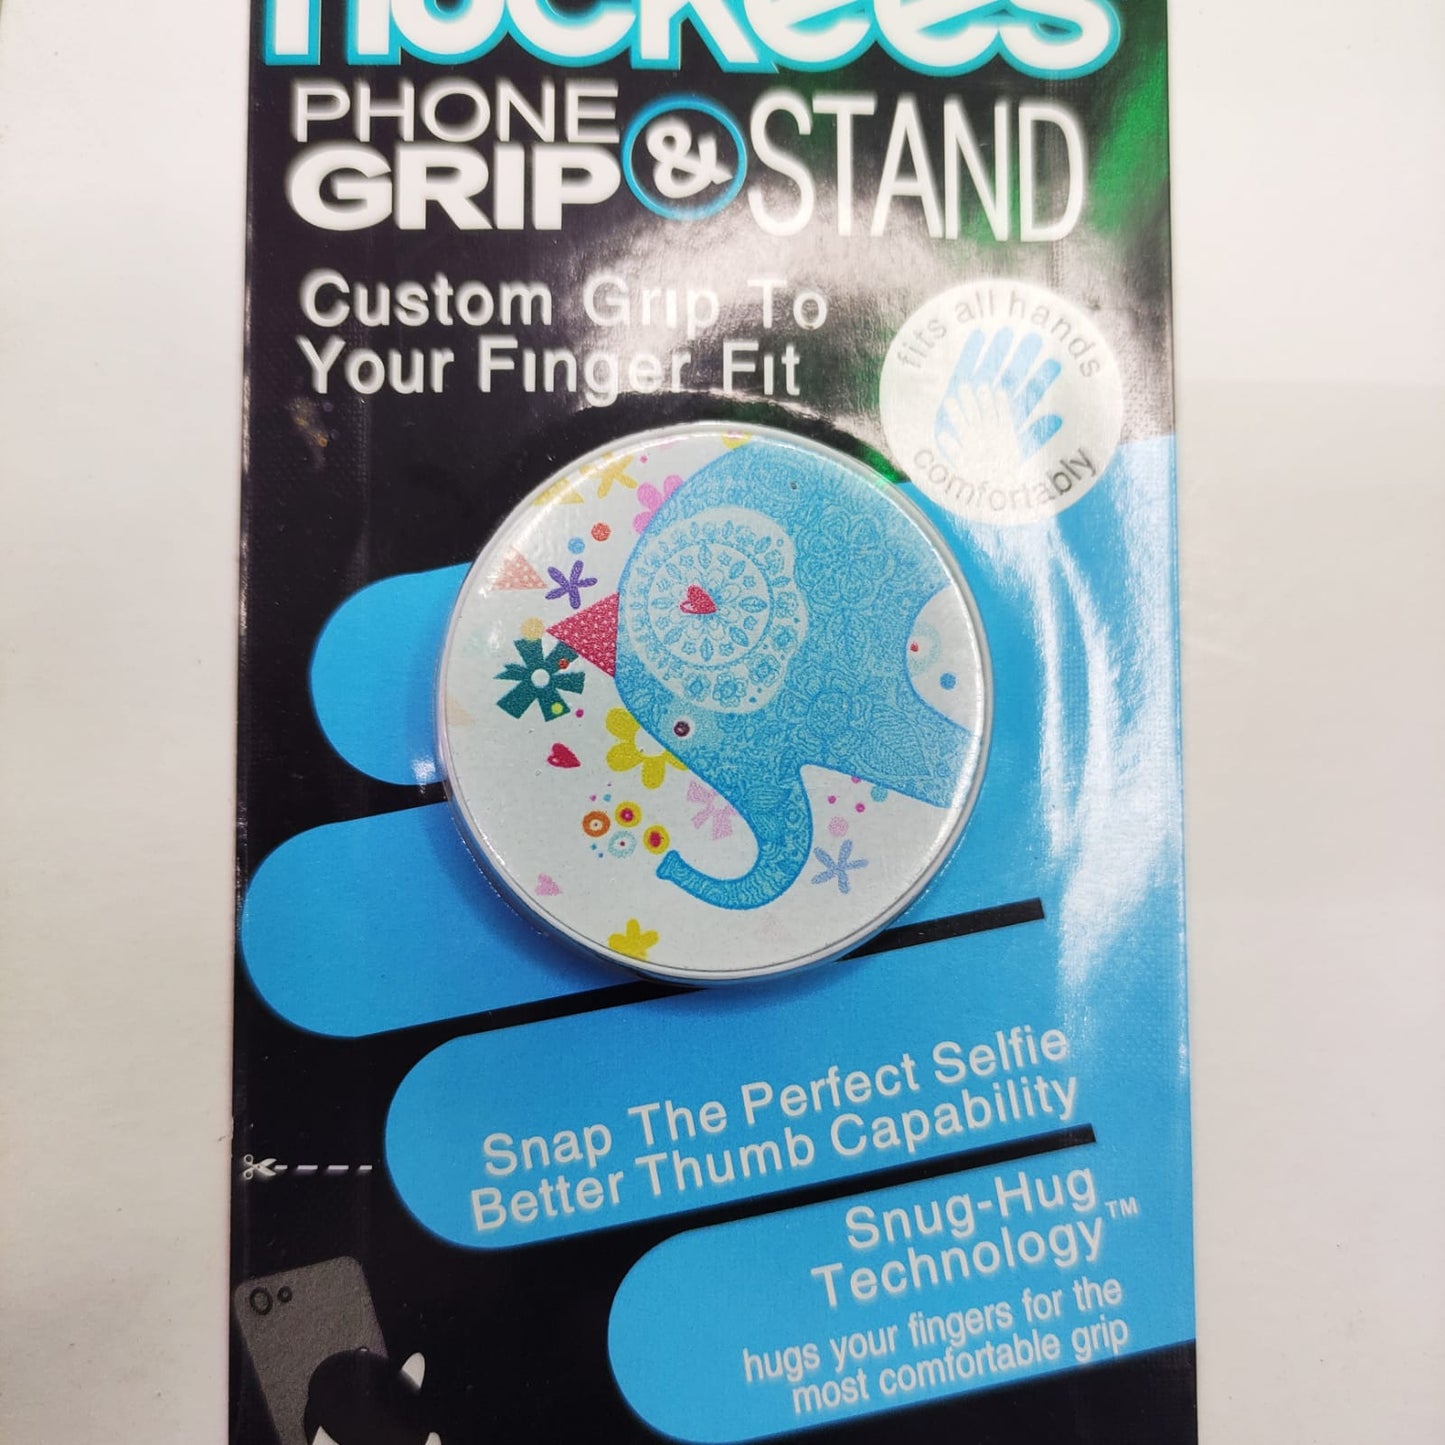 PHONE
GRIP & STAND
Custom Grip To
Your Finger Fit
fits all hands
comfortably
Snap The Perfect Selfie
Better Thumb Capability
Snug-Hug
Technology™
hugs your fingers for the
most comfortable grip